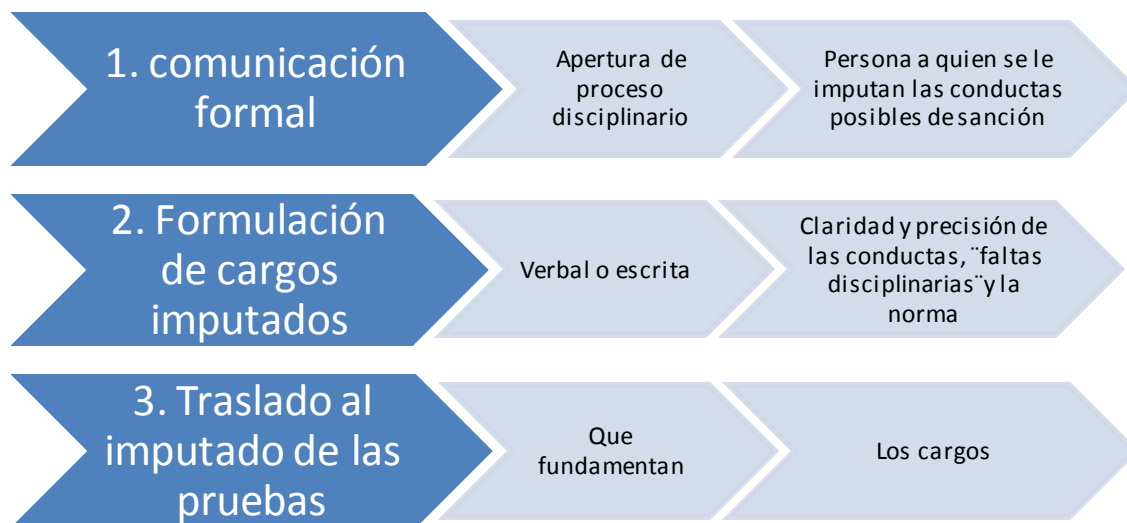 1. comunicación
formal
Apertura de
proceso
disciplinario
Persona a quien se le
imputan las conductas
posibles de sanción
2. Formulación
de cargos
imputados
Verbal o escrita
Claridad y precisión de
las conductas, ¨faltas
disciplinarias¨y la
norma
3. Traslado al
imputado de las
pruebas
Que
fundamentan
Los cargos